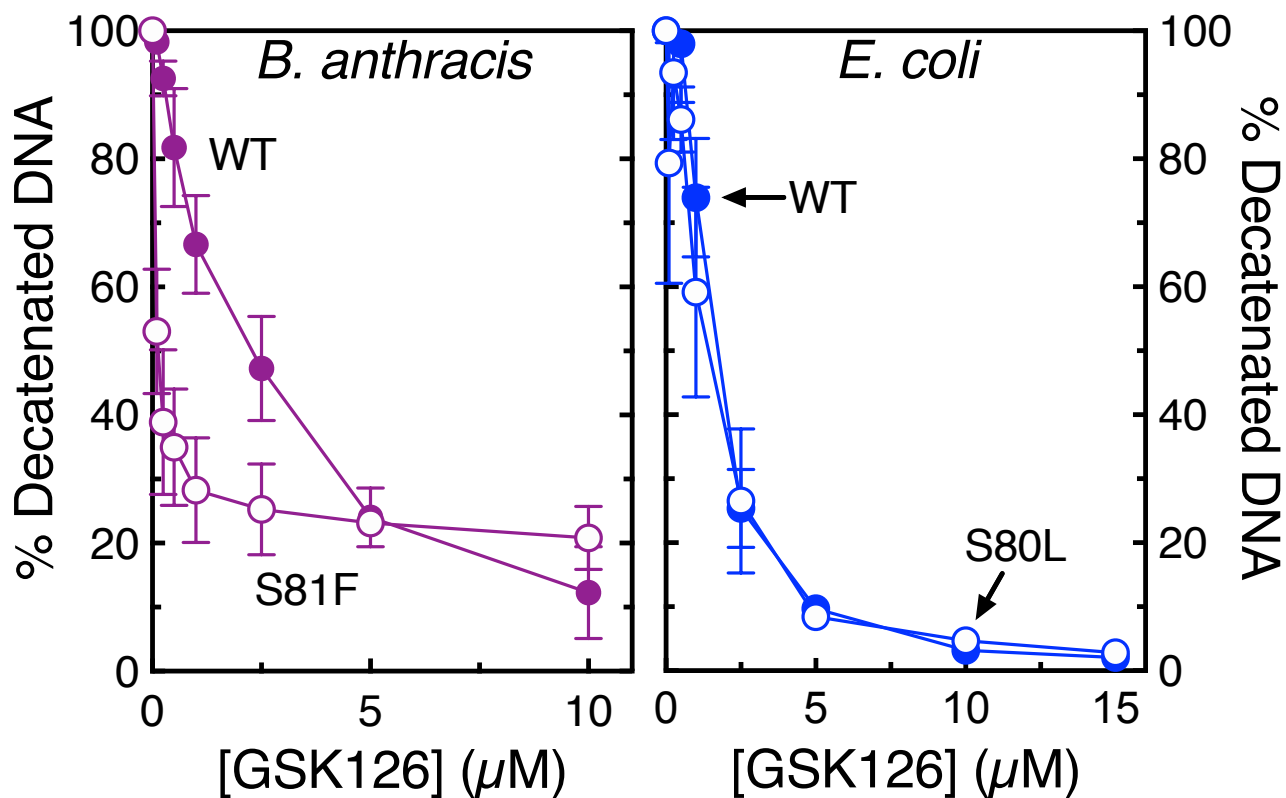 B. anthracis
E. coli
% Decatenated DNA
100
80
60
40
20
0
WT
S81F
0
5
10
[GSK126] (µM)
WT
S80L
0
5
10
15
[GSK126] (µM)
100
80
60
40
20
0
% Decatenated DNA